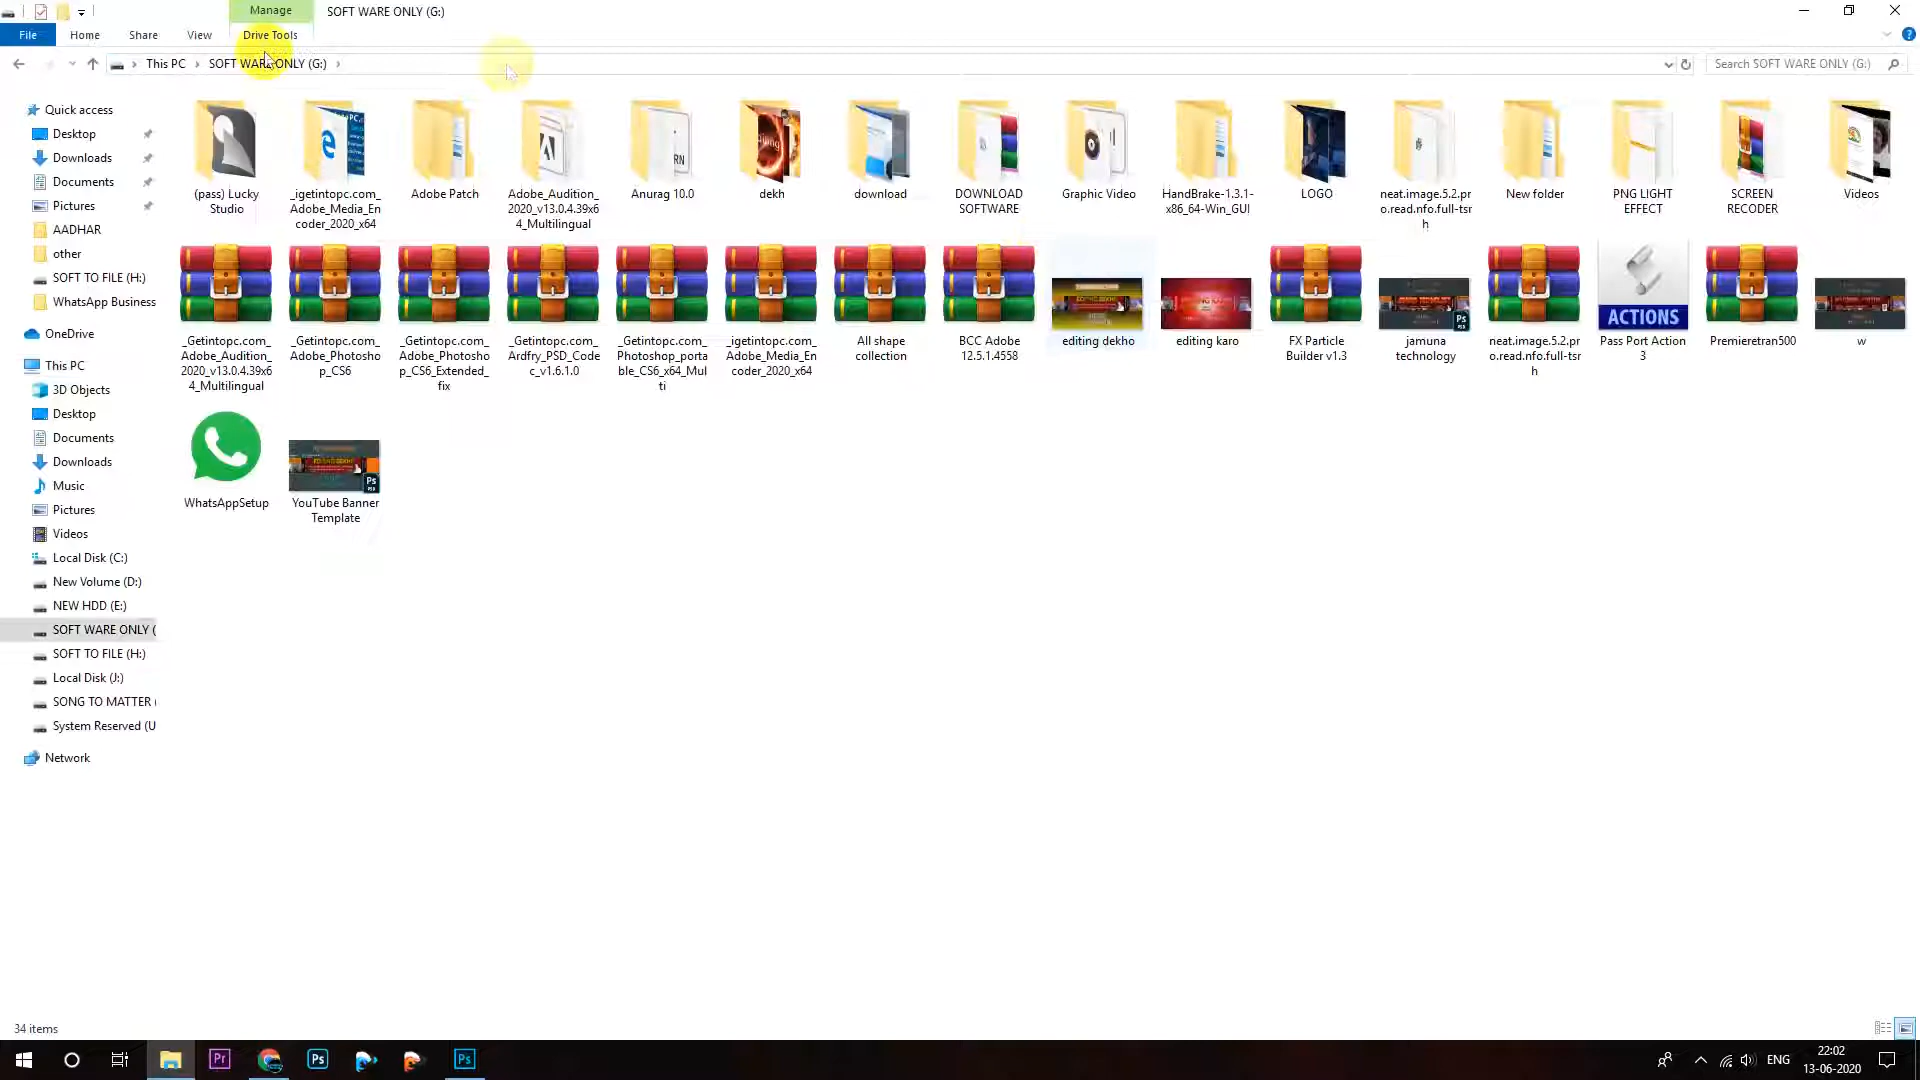 Manage
SOFT WARE ONLY (G:)
File
Home
Share
View
Drive Tools
This PC
SOFT WARE ONLY (G:)
Search SOFT WARE ONLY (G:)
Quick access
Desktop
Downloads
Documents
Pictures
AADHAR
other
SOFT TO FILE (H:)
WhatsApp Business
OneDrive
This PC
3D Objects
Desktop
Documents
Downloads
Music
Pictures
Videos
Local Disk (C:)
New Volume (D:)
NEW HDD (E:)
SOFT WARE ONLY (
SOFT TO FILE (H:)
Local Disk (J:)
SONG TO MATTER (
System Reserved (U
Network
(pass) Lucky
Studio
_igetintopc.com_
Adobe_Media_En
coder_2020_x64
Adobe Patch
Adobe_Audition_
2020_v13.0.4.39x6
4_Multilingual
Anurag 10.0
dekh
download
DOWNLOAD
SOFTWARE
Graphic Video
HandBrake-1.3.1-
x86_64-Win_GUI
LOGO
neat.image.5.2.pr
o.read.nfo.full-tsr
h
New folder
PNG LIGHT
EFFECT
SCREEN
RECODER
Videos
_Getintopc.com_
Adobe_Audition_
2020_v13.0.4.39x6
4_Multilingual
_Getintopc.com_
Adobe_Photosho
p_CS6
_Getintopc.com_
Adobe_Photosho
p_CS6_Extended_
fix
_Getintopc.com_
Ardfry_PSD_Code
c_v1.6.1.0
_Getintopc.com_
Photoshop_porta
ble_CS6_x64_Mul
ti
_igetintopc.com_
Adobe_Media_En
coder_2020_x64
All shape
collection
BCC Adobe
12.5.1.4558
editing dekho
editing karo
FX Particle
Builder v1.3
Ps
jamuna
technology
neat.image.5.2.pr
o.read.nfo.full-tsr
h
ACTIONS
Pass Port Action
3
Premieretran500
w
WhatsAppSetup
Ps
YouTube Banner
Template
34 items
Pr
Ps
Ps
ENG
22:02
13-06-2020